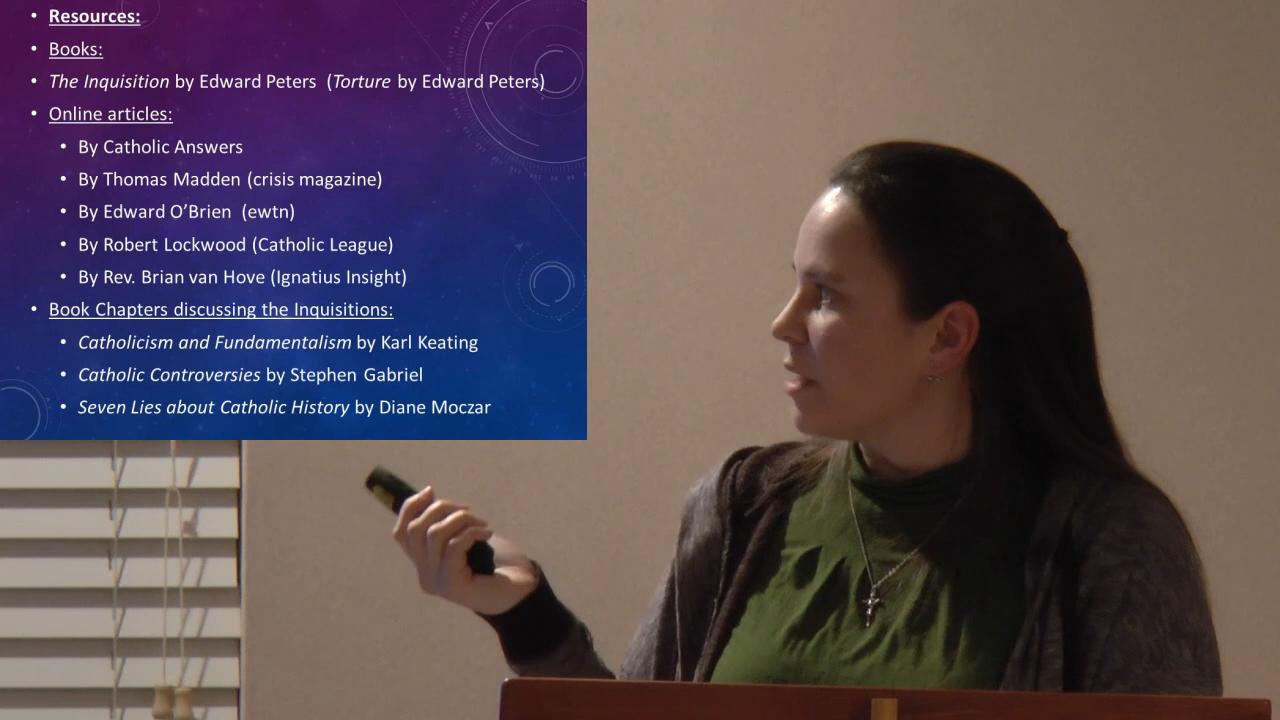 • Resources:
• Books:
• The Inquisition by Edward Peters (Torture by Edward Peters)
• Online articles:
• By Catholic Answers
• By Thomas Madden (crisis magazine)
• By Edward O’Brien (ewtn)
• By Robert Lockwood (Catholic League)
• By Rev. Brian van Hove (Ignatius Insight)
• Book Chapters discussing the Inquisitions:
• Catholicism and Fundamentalism by Karl Keating
• Catholic Controversies by Stephen Gabriel
• Seven Lies about Catholic History by Diane Moczar